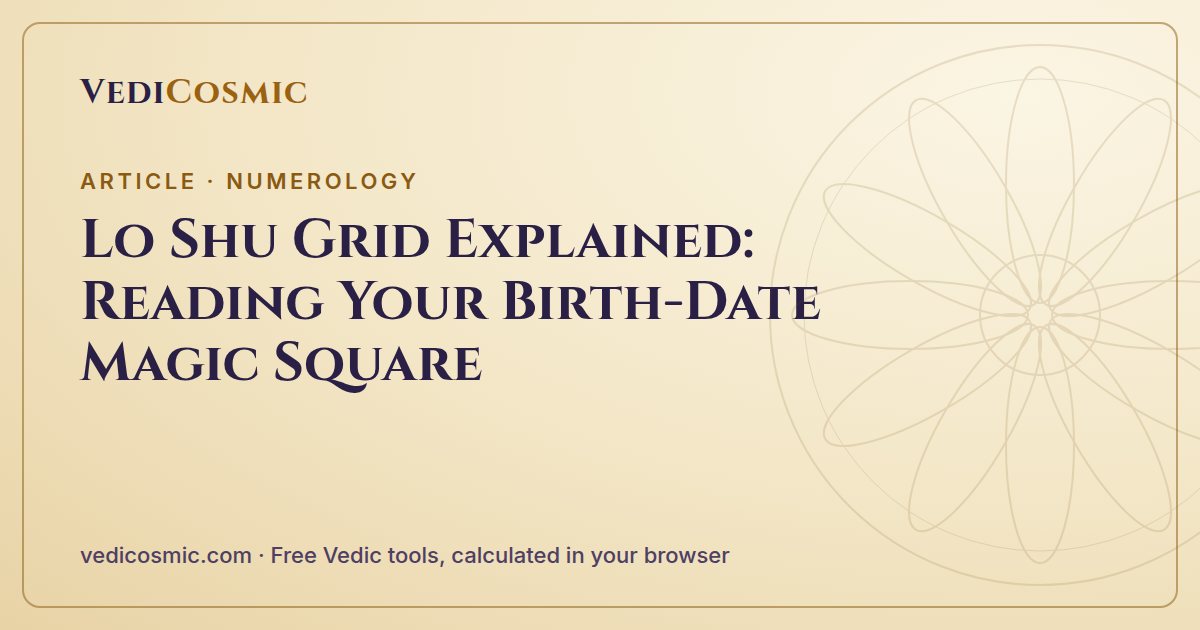 VediCosmic
ARTICLE · NUMEROLOGY
Lo Shu Grid Explained:
Reading Your Birth-Date
Magic Square
vedicosmic.com · Free Vedic tools, calculated in your browser